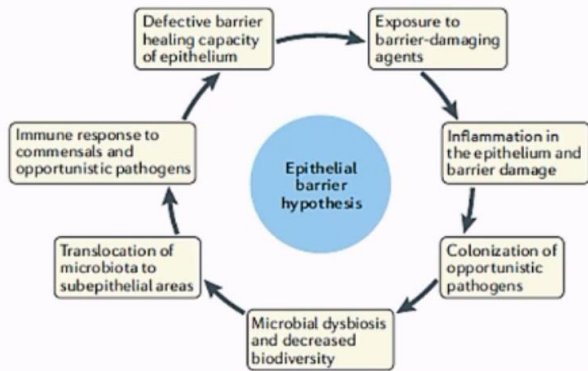 Defective barrier
healing capacity
of epithelium
Exposure to
barrier-damaging
agents
Inflammation in
the epithelium and
barrier damage
Colonization of
opportunistic
pathogens
Microbial dysbiosis
and decreased
biodiversity
Translocation of
microbiota to
subepithelial areas
Immune response to
commensals and
opportunistic pathogens
Epithelial
barrier
hypothesis